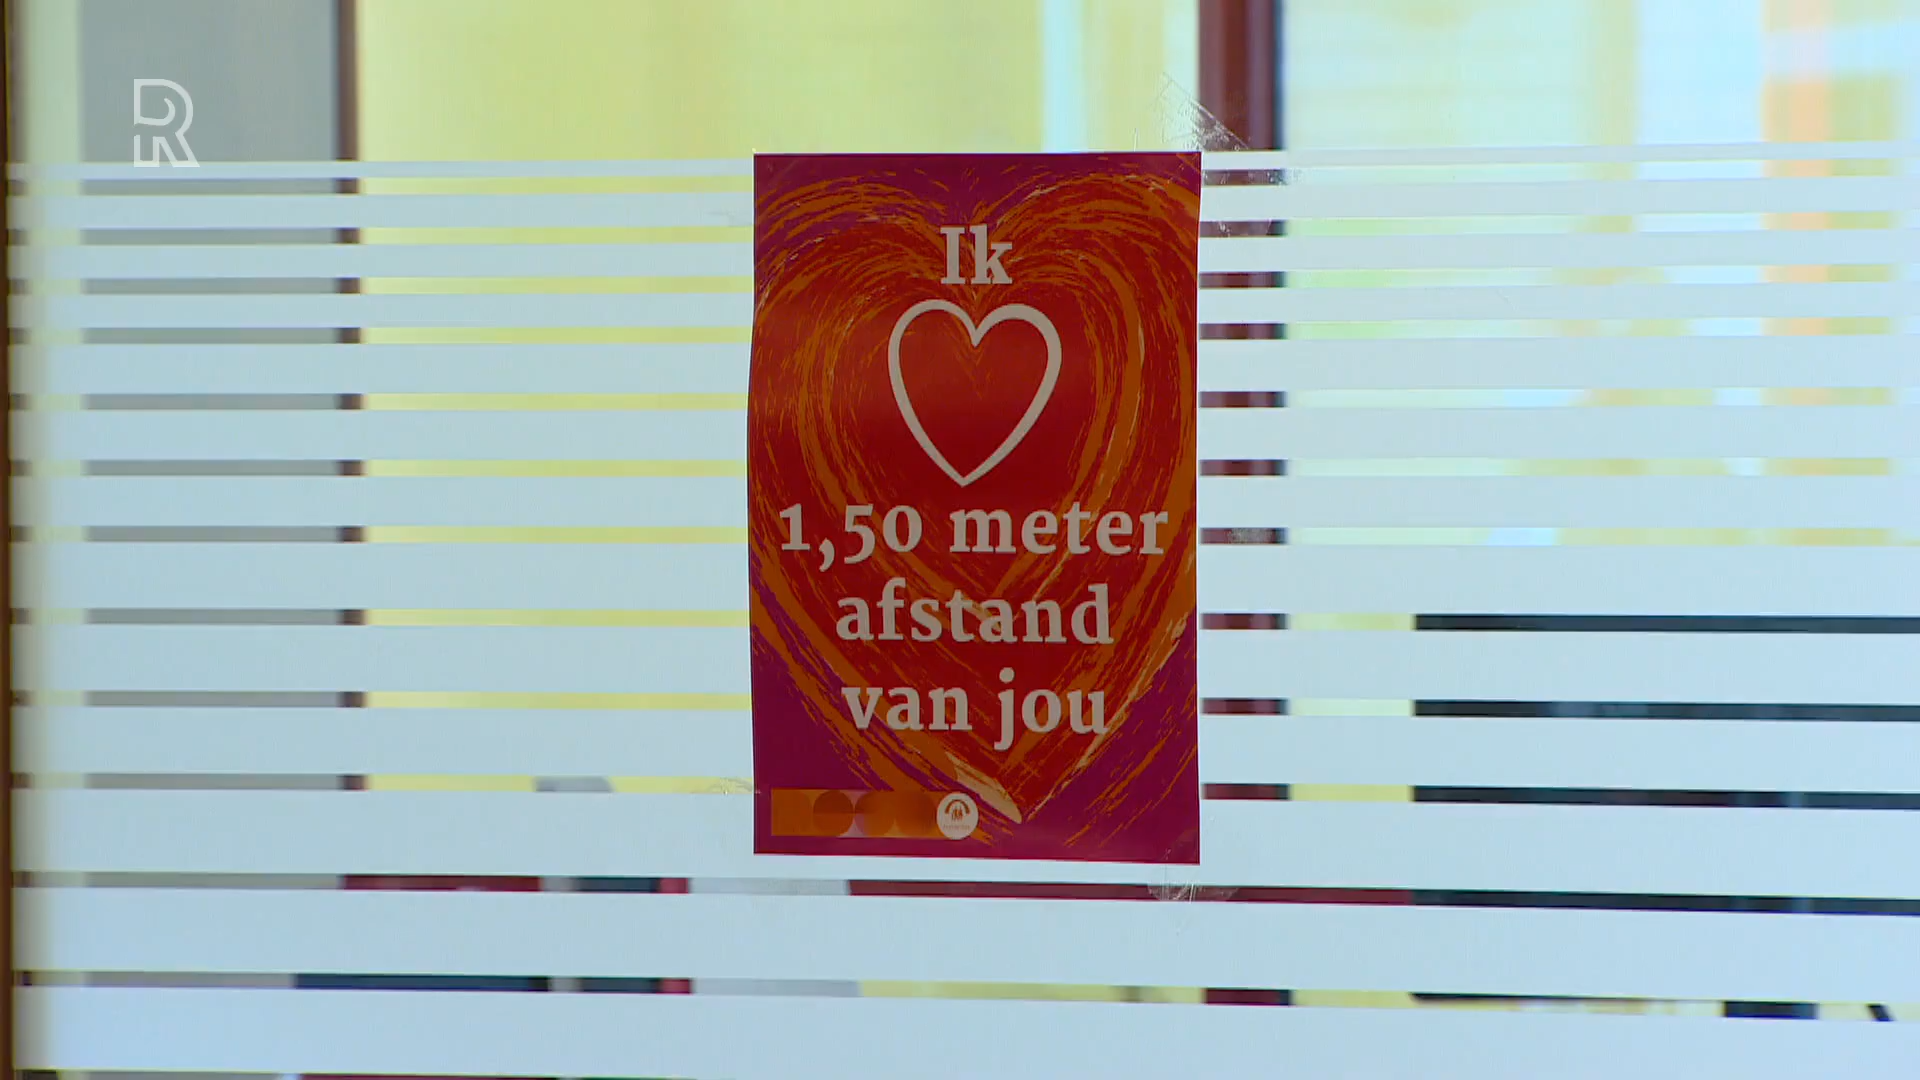 R
Ik
1,50 meter
afstand
van jou